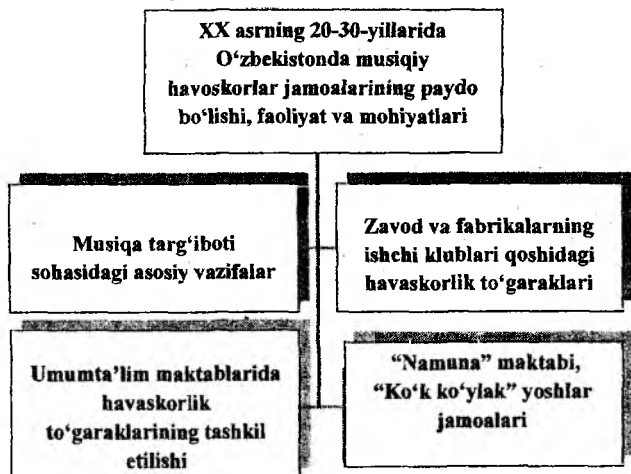 XX asrning 20-30-yillarida
O‘zbekistonda musiqiy
havoskorlar jamoalarining paydo
bo‘lishi, faoliyat va mohiyatlari
Musiqa targ‘iboti
sohasidagi asosiy vazifalar
Zavod va fabrikalarning
ishchi klublari qoshidagi
havaskorlik to‘garaklari
Umumta’lim maktablarida
havaskorlik
to‘garaklarining tashkil
etilishi
“Namuna” maktabi,
“Ko‘k ko‘ylak” yoshlar
jamoalari